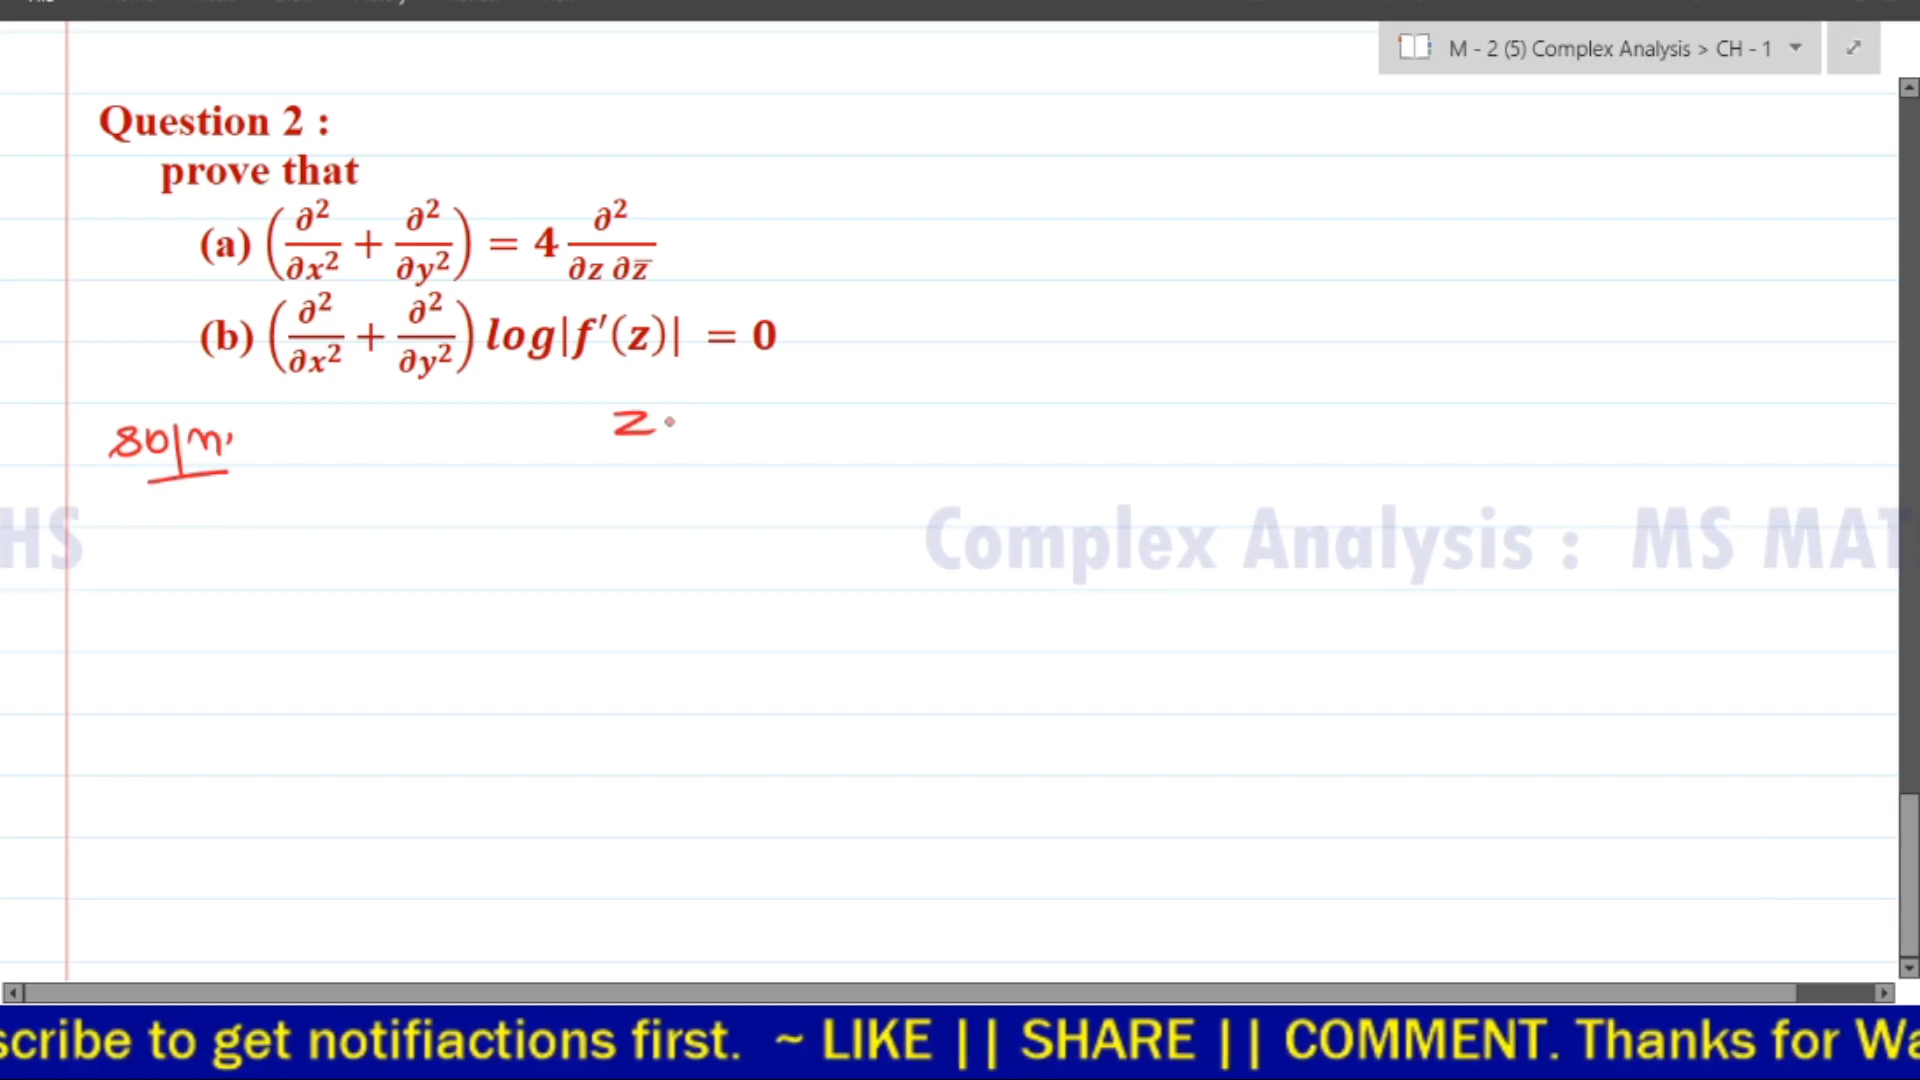 M - 2 (5) Complex Analysis > CH - 1
Question 2 :
prove that
(a) (∂²/∂x² + ∂²/∂y²) = 4 ∂²/∂z ∂z̄
(b) (∂²/∂x² + ∂²/∂y²) log|f′(z)| = 0
Soln.
z
HS Complex Analysis : MS MAT
scribe to get notifiactions first. ~ LIKE || SHARE || COMMENT. Thanks for Wa